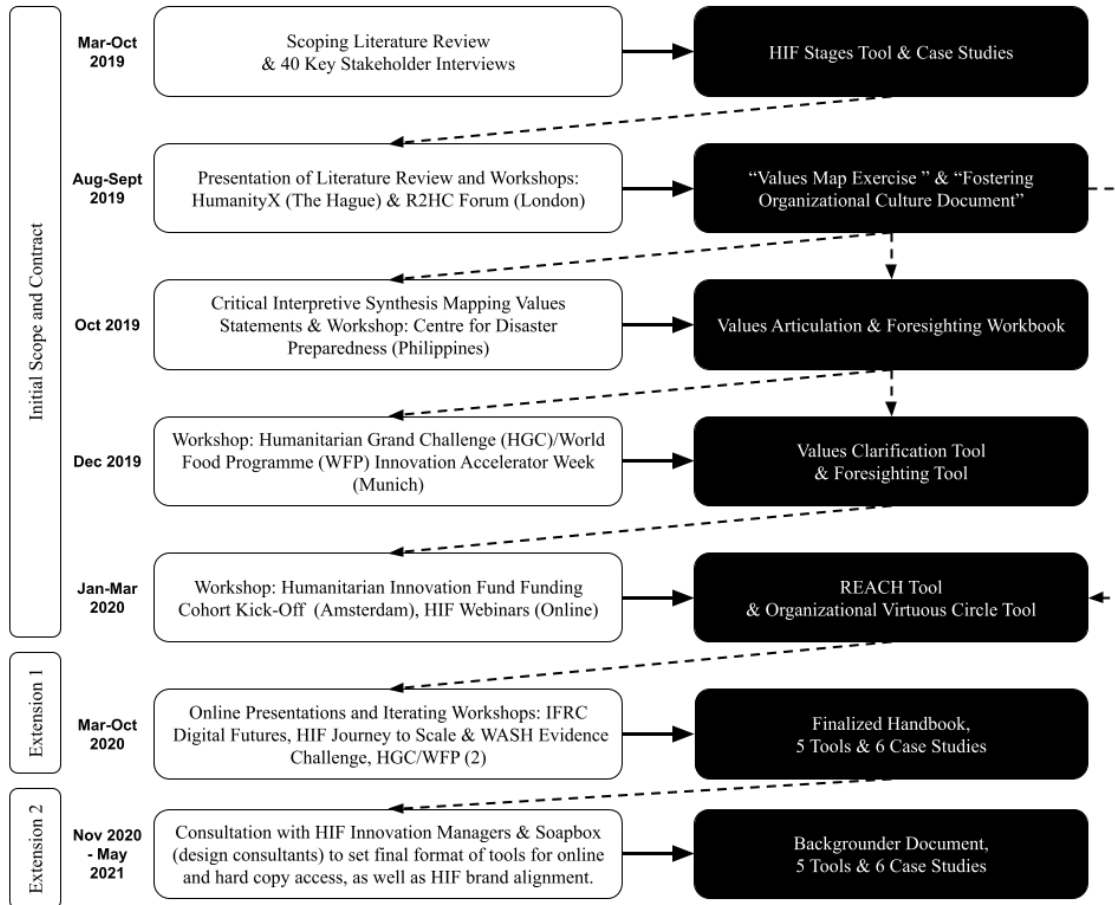 Initial Scope and Contract
Mar-Oct
2019
Scoping Literature Review
& 40 Key Stakeholder Interviews
HIF Stages Tool & Case Studies
Aug-Sept
2019
Presentation of Literature Review and Workshops:
HumanityX (The Hague) & R2HC Forum (London)
“Values Map Exercise ” & “Fostering
Organizational Culture Document”
Oct 2019
Critical Interpretive Synthesis Mapping Values
Statements & Workshop: Centre for Disaster
Preparedness (Philippines)
Values Articulation & Foresighting Workbook
Dec 2019
Workshop: Humanitarian Grand Challenge (HGC)/World
Food Programme (WFP) Innovation Accelerator Week
(Munich)
Values Clarification Tool
& Foresighting Tool
Jan-Mar
2020
Workshop: Humanitarian Innovation Fund Funding
Cohort Kick-Off (Amsterdam), HIF Webinars (Online)
REACH Tool
& Organizational Virtuous Circle Tool
Extension 1
Mar-Oct
2020
Online Presentations and Iterating Workshops: IFRC
Digital Futures, HIF Journey to Scale & WASH Evidence
Challenge, HGC/WFP (2)
Finalized Handbook,
5 Tools & 6 Case Studies
Extension 2
Nov 2020
- May
2021
Consultation with HIF Innovation Managers & Soapbox
(design consultants) to set final format of tools for online
and hard copy access, as well as HIF brand alignment.
Backgrounder Document,
5 Tools & 6 Case Studies